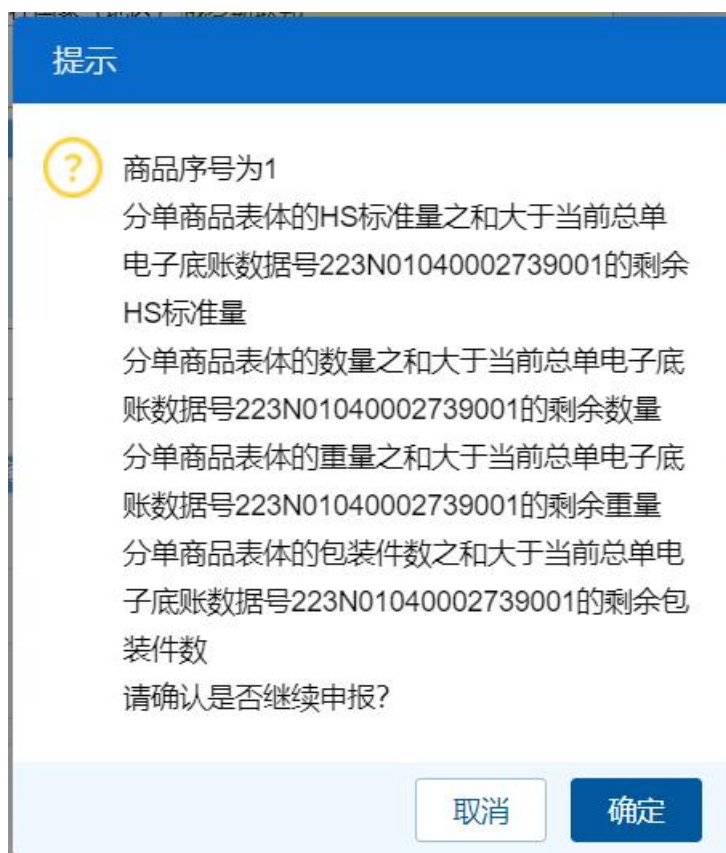 提示
商品序号为1
分单商品表体的HS标准量之和大于当前总单
电子底账数据号223N01040002739001的剩余
HS标准量
分单商品表体的数量之和大于当前总单电子底
账数据号223N01040002739001的剩余数量
分单商品表体的重量之和大于当前总单电子底
账数据号223N01040002739001的剩余重量
分单商品表体的包装件数之和大于当前总单电
子底账数据号223N01040002739001的剩余包
装件数
请确认是否继续申报?
取消 确定